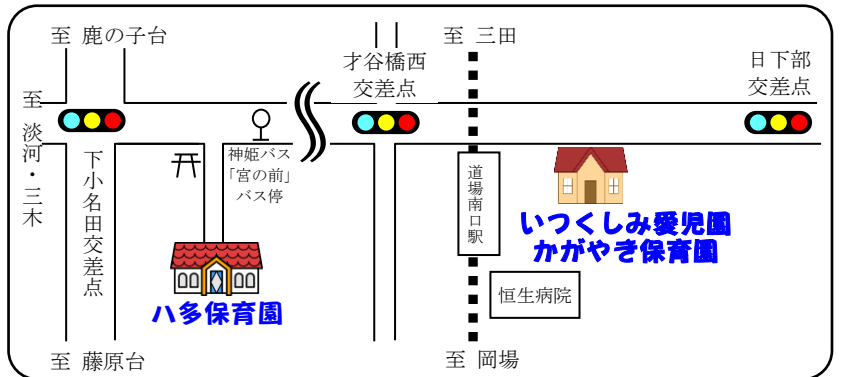 至 鹿の子台
至 淡河・三木
下小名田交差点
神姫バス
「宮の前」
バス停
八多保育園
至 藤原台
才谷橋西
交差点
至 三田
道場南口駅
日下部
交差点
いつくしみ愛児園
かがやき保育園
恒生病院
至 岡場